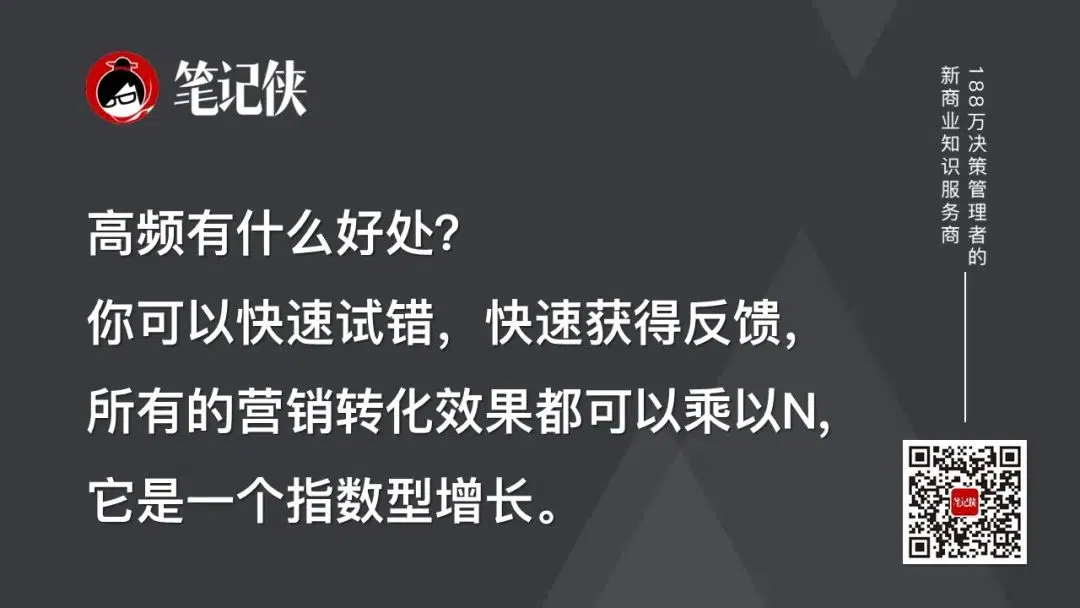 笔记侠
188万决策管理者的
新商业知识服务商
高频有什么好处？
你可以快速试错，快速获得反馈，
所有的营销转化效果都可以乘以N，
它是一个指数型增长。
笔记侠